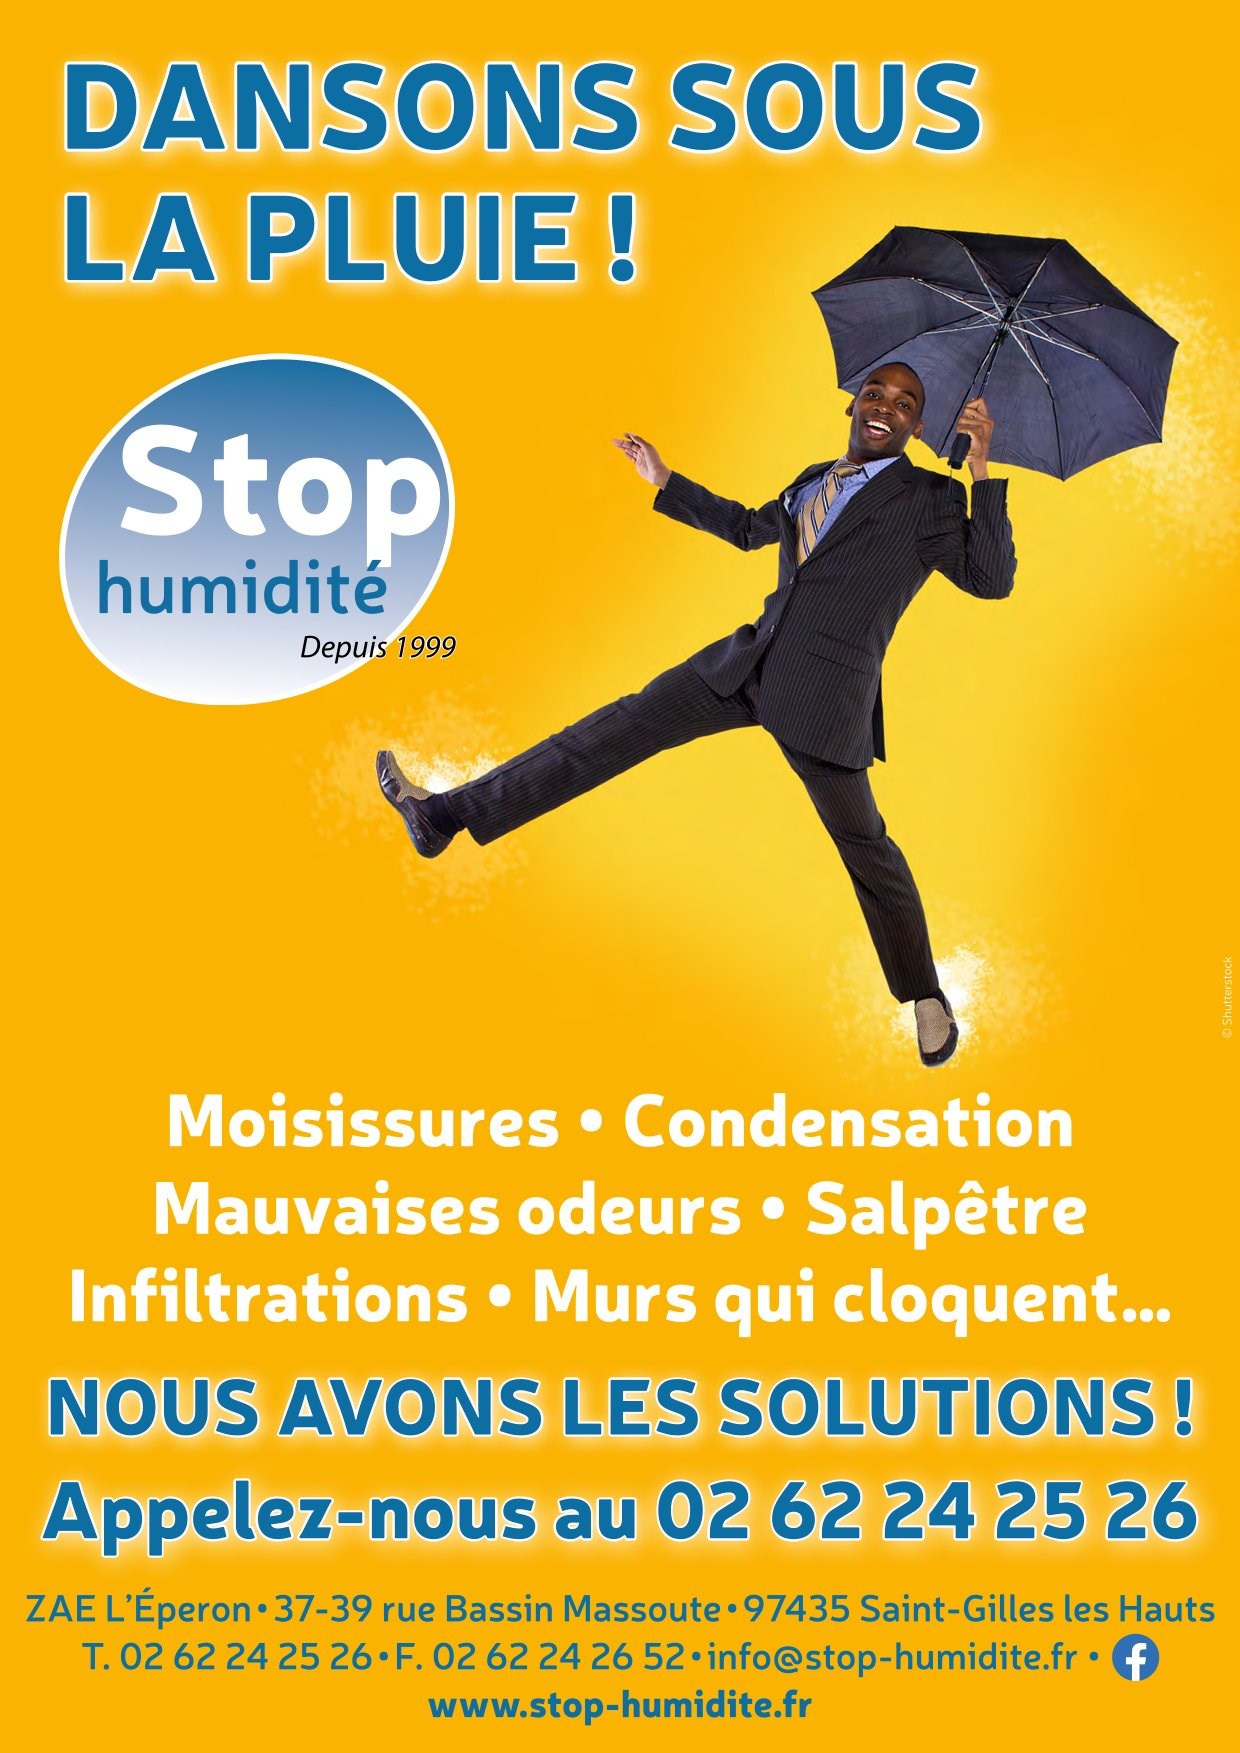 DANSONS SOUS
LA PLUIE !
Stop
humidité
Depuis 1999
© Shutterstock
Moisissures • Condensation
Mauvaises odeurs • Salpêtre
Infiltrations • Murs qui cloquent...
NOUS AVONS LES SOLUTIONS !
Appelez-nous au 02 62 24 25 26
ZAE L'Éperon • 37-39 rue Bassin Massoute • 97435 Saint-Gilles les Hauts
T. 02 62 24 25 26 • F. 02 62 24 26 52 • info@stop-humidite.fr •
www.stop-humidite.fr